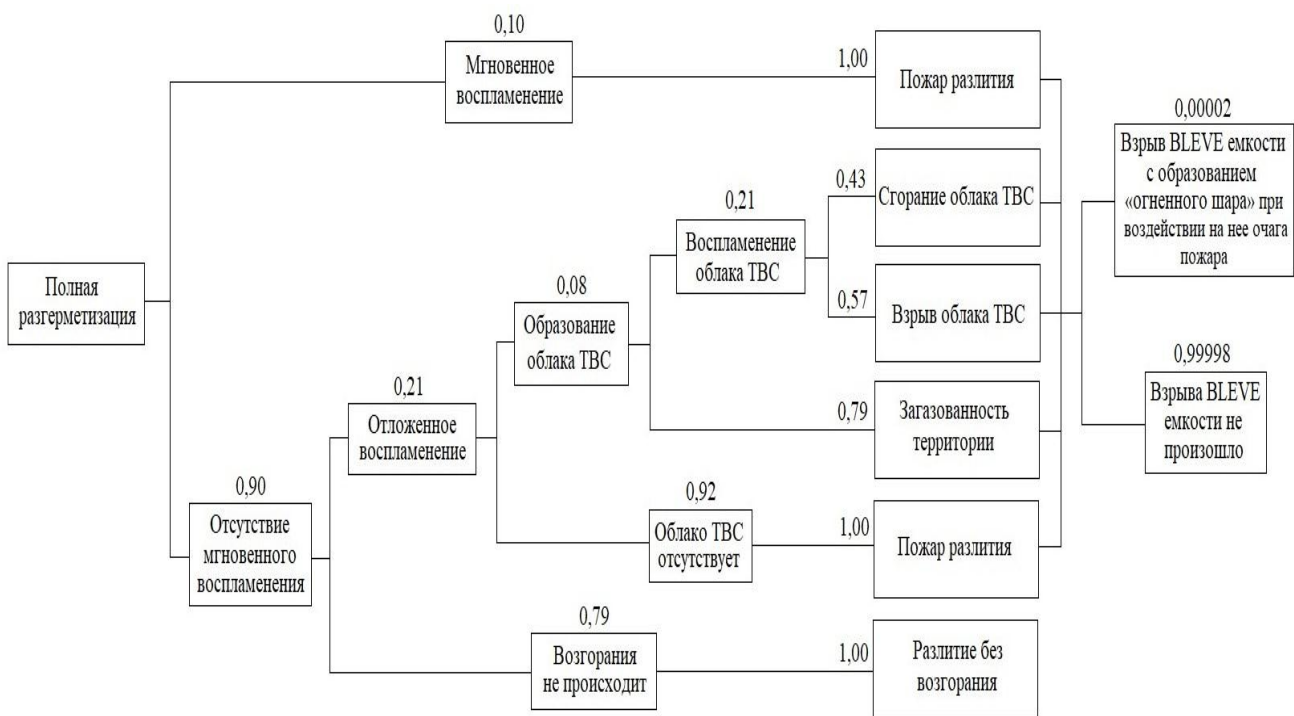 0,10
Мгновенное
воспламенение
1,00
Пожар разлития
0,00002
Взрыв BLEVE емкости
с образованием
«огненного шара» при
воздействии на нее очага
пожара
0,43
Сгорание облака ТВС
0,21
Воспламенение
облака ТВС
Полная
разгерметизация
0,08
Образование
облака ТВС
0,57
Взрыв облака ТВС
0,99998
Взрыва BLEVE
емкости не
произошло
0,21
Отложенное
воспламенение
0,79
Загазованность
территории
0,90
Отсутствие
мгновенного
воспламенения
0,92
Облако ТВС
отсутствует
1,00
Пожар разлития
0,79
Возгорания
не происходит
1,00
Разлитие без
возгорания